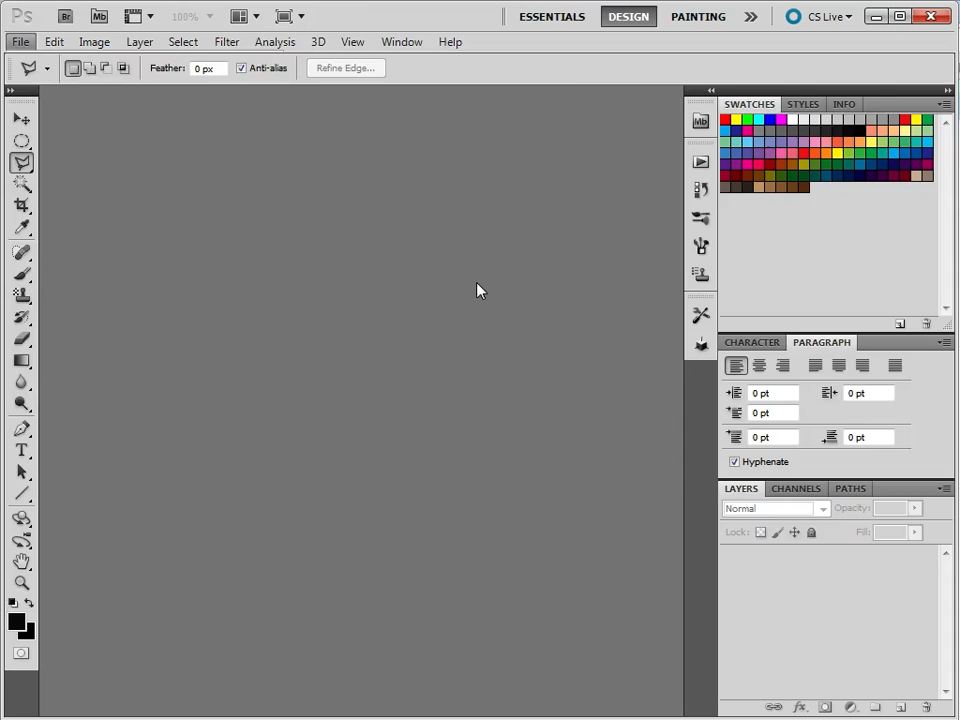 Ps Br Mb 100% ESSENTIALS DESIGN PAINTING CS Live
File Edit Image Layer Select Filter Analysis 3D View Window Help
Feather: 0 px Anti-alias Refine Edge...
SWATCHES STYLES INFO
Mb
CHARACTER PARAGRAPH
0 pt 0 pt
0 pt
0 pt 0 pt
Hyphenate
LAYERS CHANNELS PATHS
Normal Opacity:
Lock: Fill:
T
fx